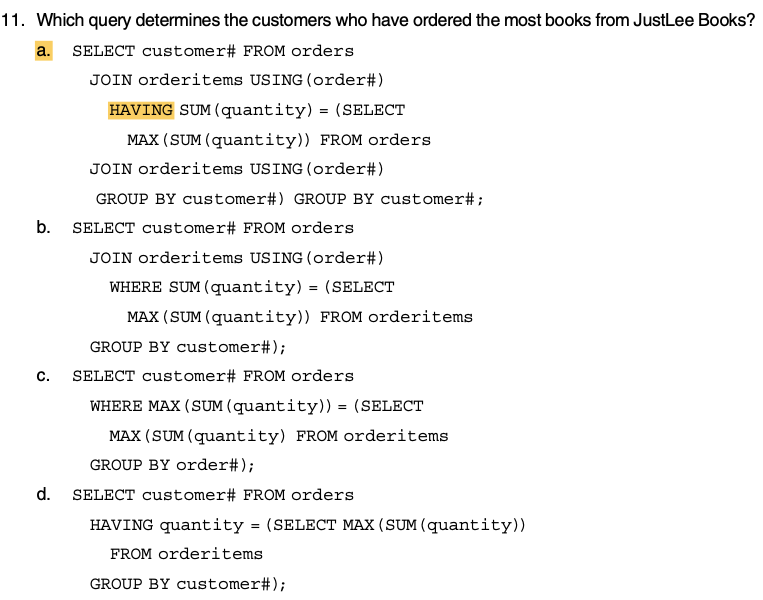 11. Which query determines the customers who have ordered the most books from JustLee Books?
a. SELECT customer# FROM orders
JOIN orderitems USING(order#)
HAVING SUM(quantity) = (SELECT
MAX(SUM(quantity)) FROM orders
JOIN orderitems USING(order#)
GROUP BY customer#) GROUP BY customer#;
b. SELECT customer# FROM orders
JOIN orderitems USING(order#)
WHERE SUM(quantity) = (SELECT
MAX(SUM(quantity)) FROM orderitems
GROUP BY customer#);
c. SELECT customer# FROM orders
WHERE MAX(SUM(quantity)) = (SELECT
MAX(SUM(quantity) FROM orderitems
GROUP BY order#);
d. SELECT customer# FROM orders
HAVING quantity = (SELECT MAX(SUM(quantity))
FROM orderitems
GROUP BY customer#);